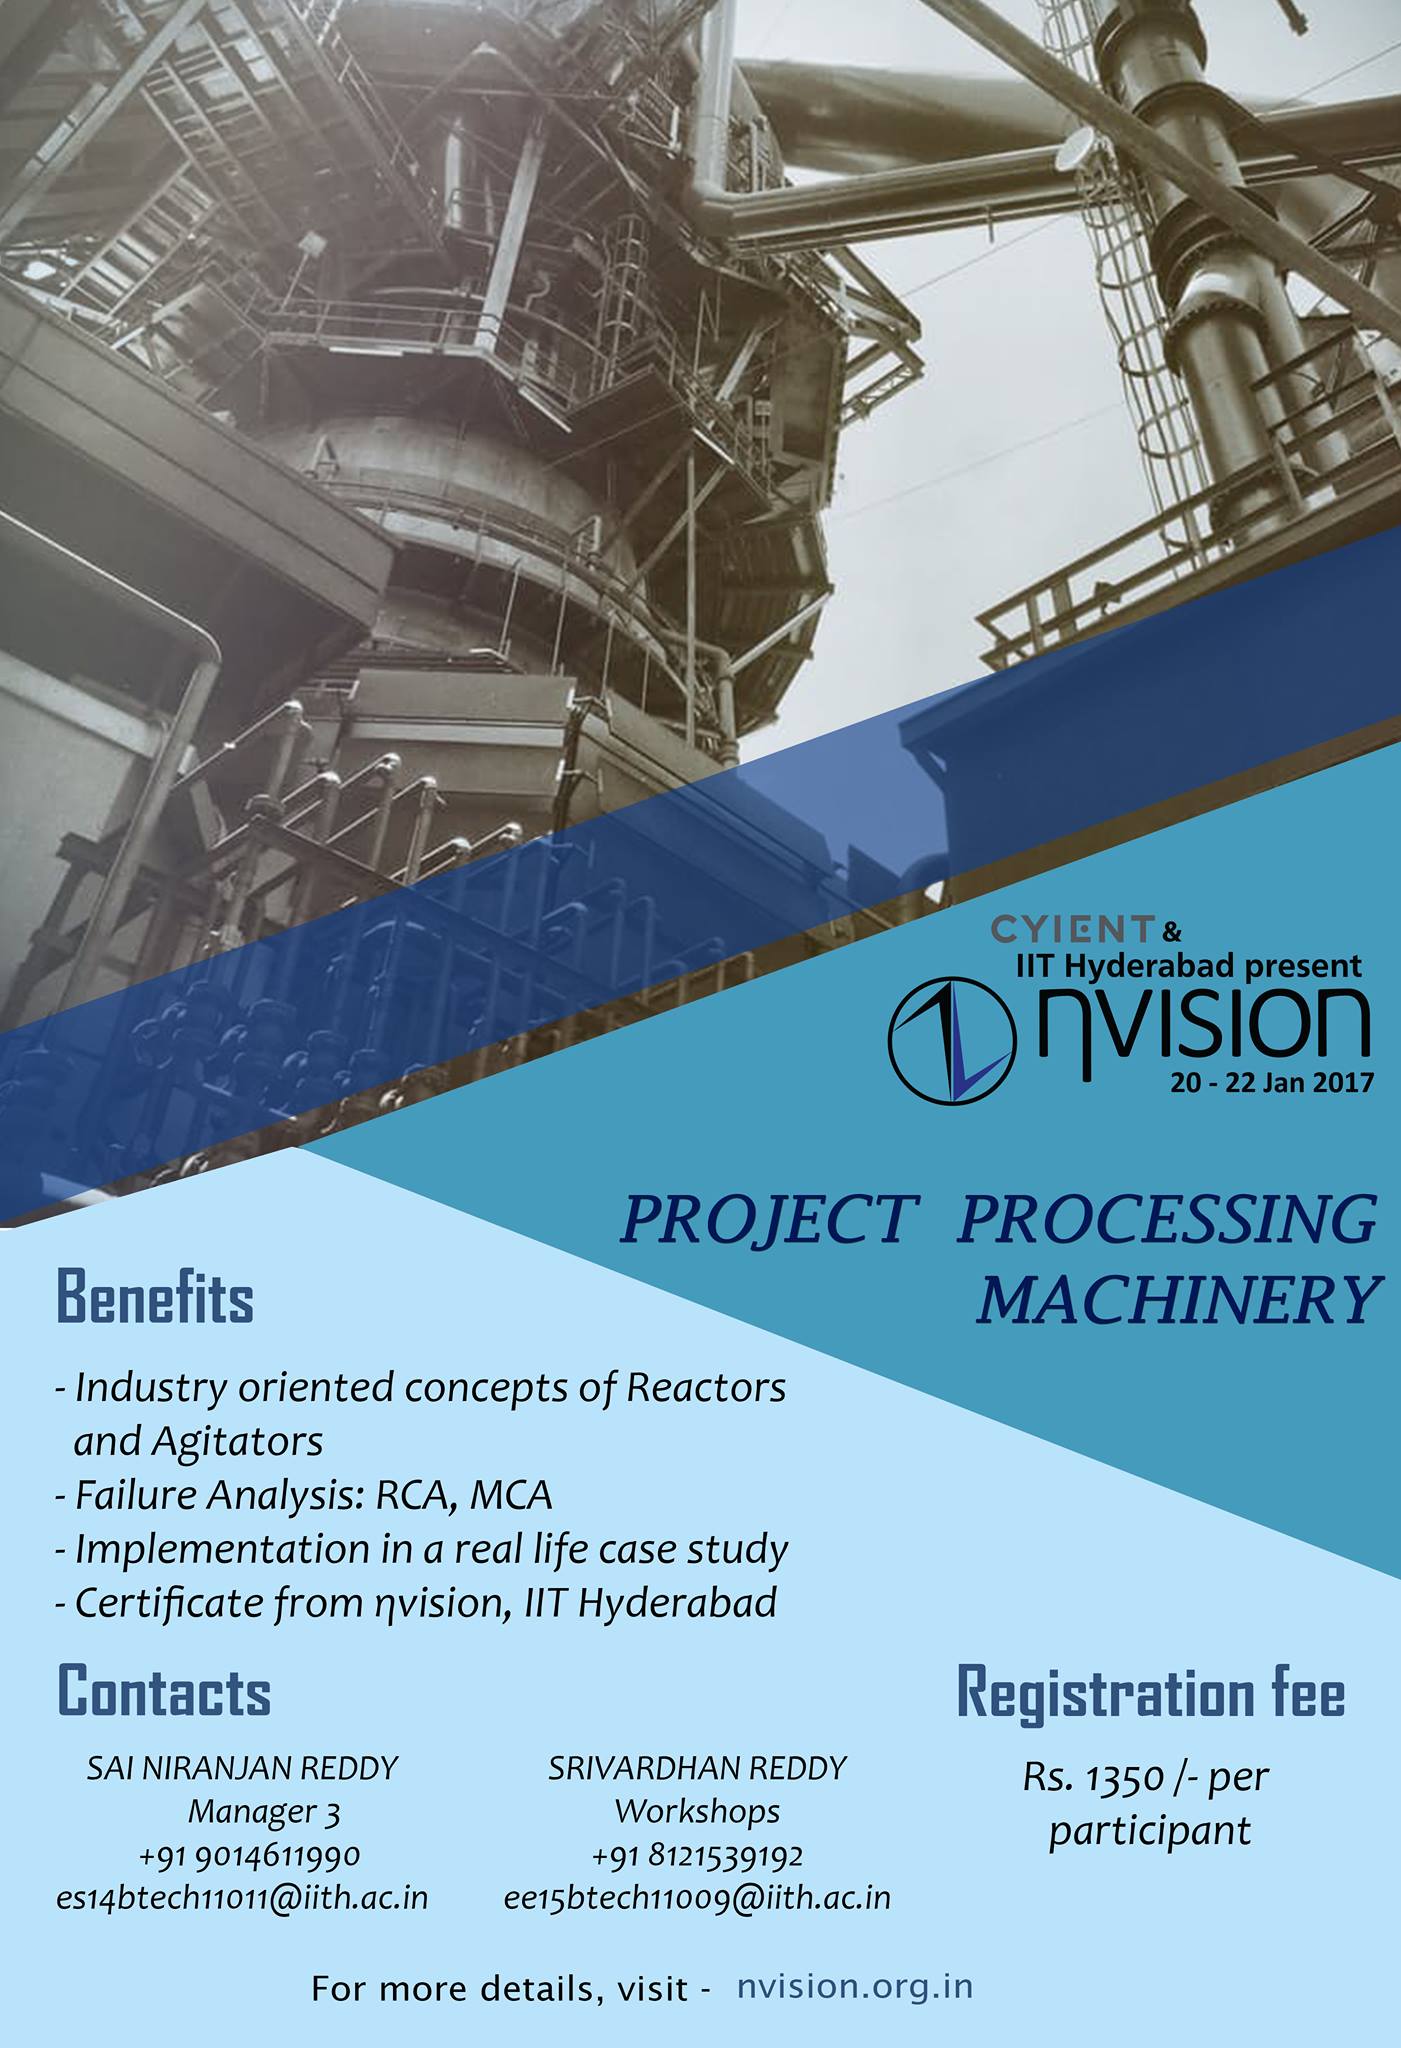 CYIENT &
IIT Hyderabad present
ηvision
20 - 22 Jan 2017
PROJECT PROCESSING
MACHINERY
Benefits
- Industry oriented concepts of Reactors
and Agitators
- Failure Analysis: RCA, MCA
- Implementation in a real life case study
- Certificate from ηvision, IIT Hyderabad
Contacts
SAI NIRANJAN REDDY
Manager 3
+91 9014611990
es14btech11011@iith.ac.in
SRIVARDHAN REDDY
Workshops
+91 8121539192
ee15btech11009@iith.ac.in
Registration fee
Rs. 1350 /- per
participant
For more details, visit - nvision.org.in